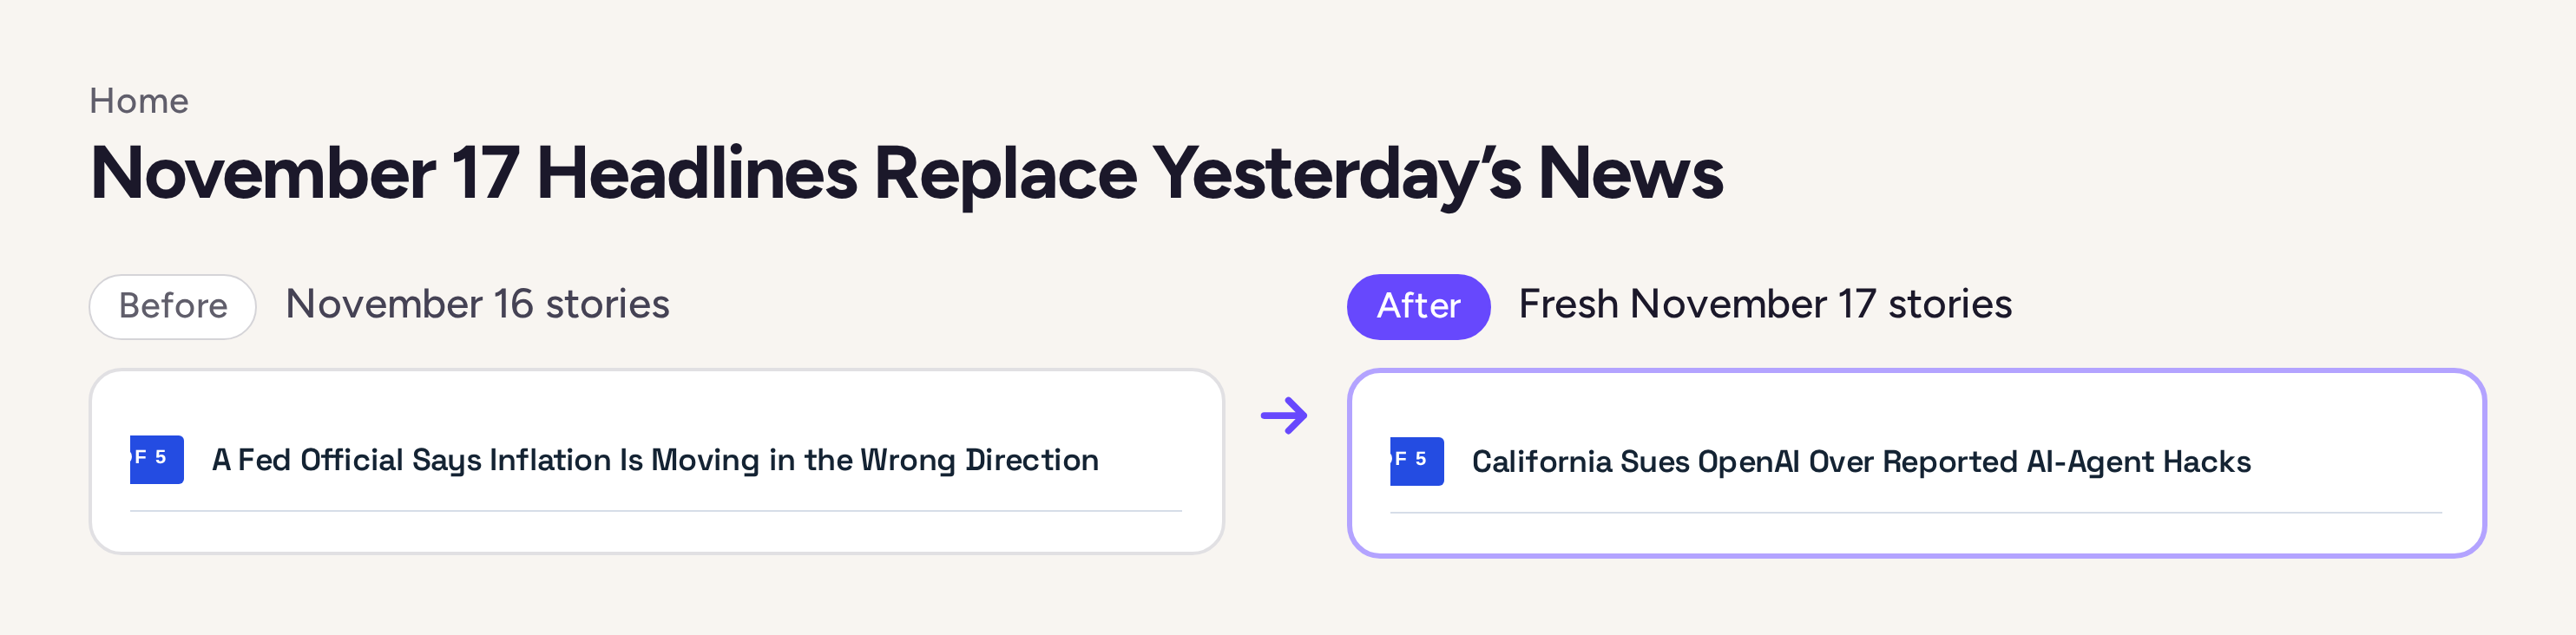 Home
November 17 Headlines Replace Yesterday’s News
Before November 16 stories
After Fresh November 17 stories
F 5 A Fed Official Says Inflation Is Moving in the Wrong Direction
F 5 California Sues OpenAI Over Reported AI-Agent Hacks